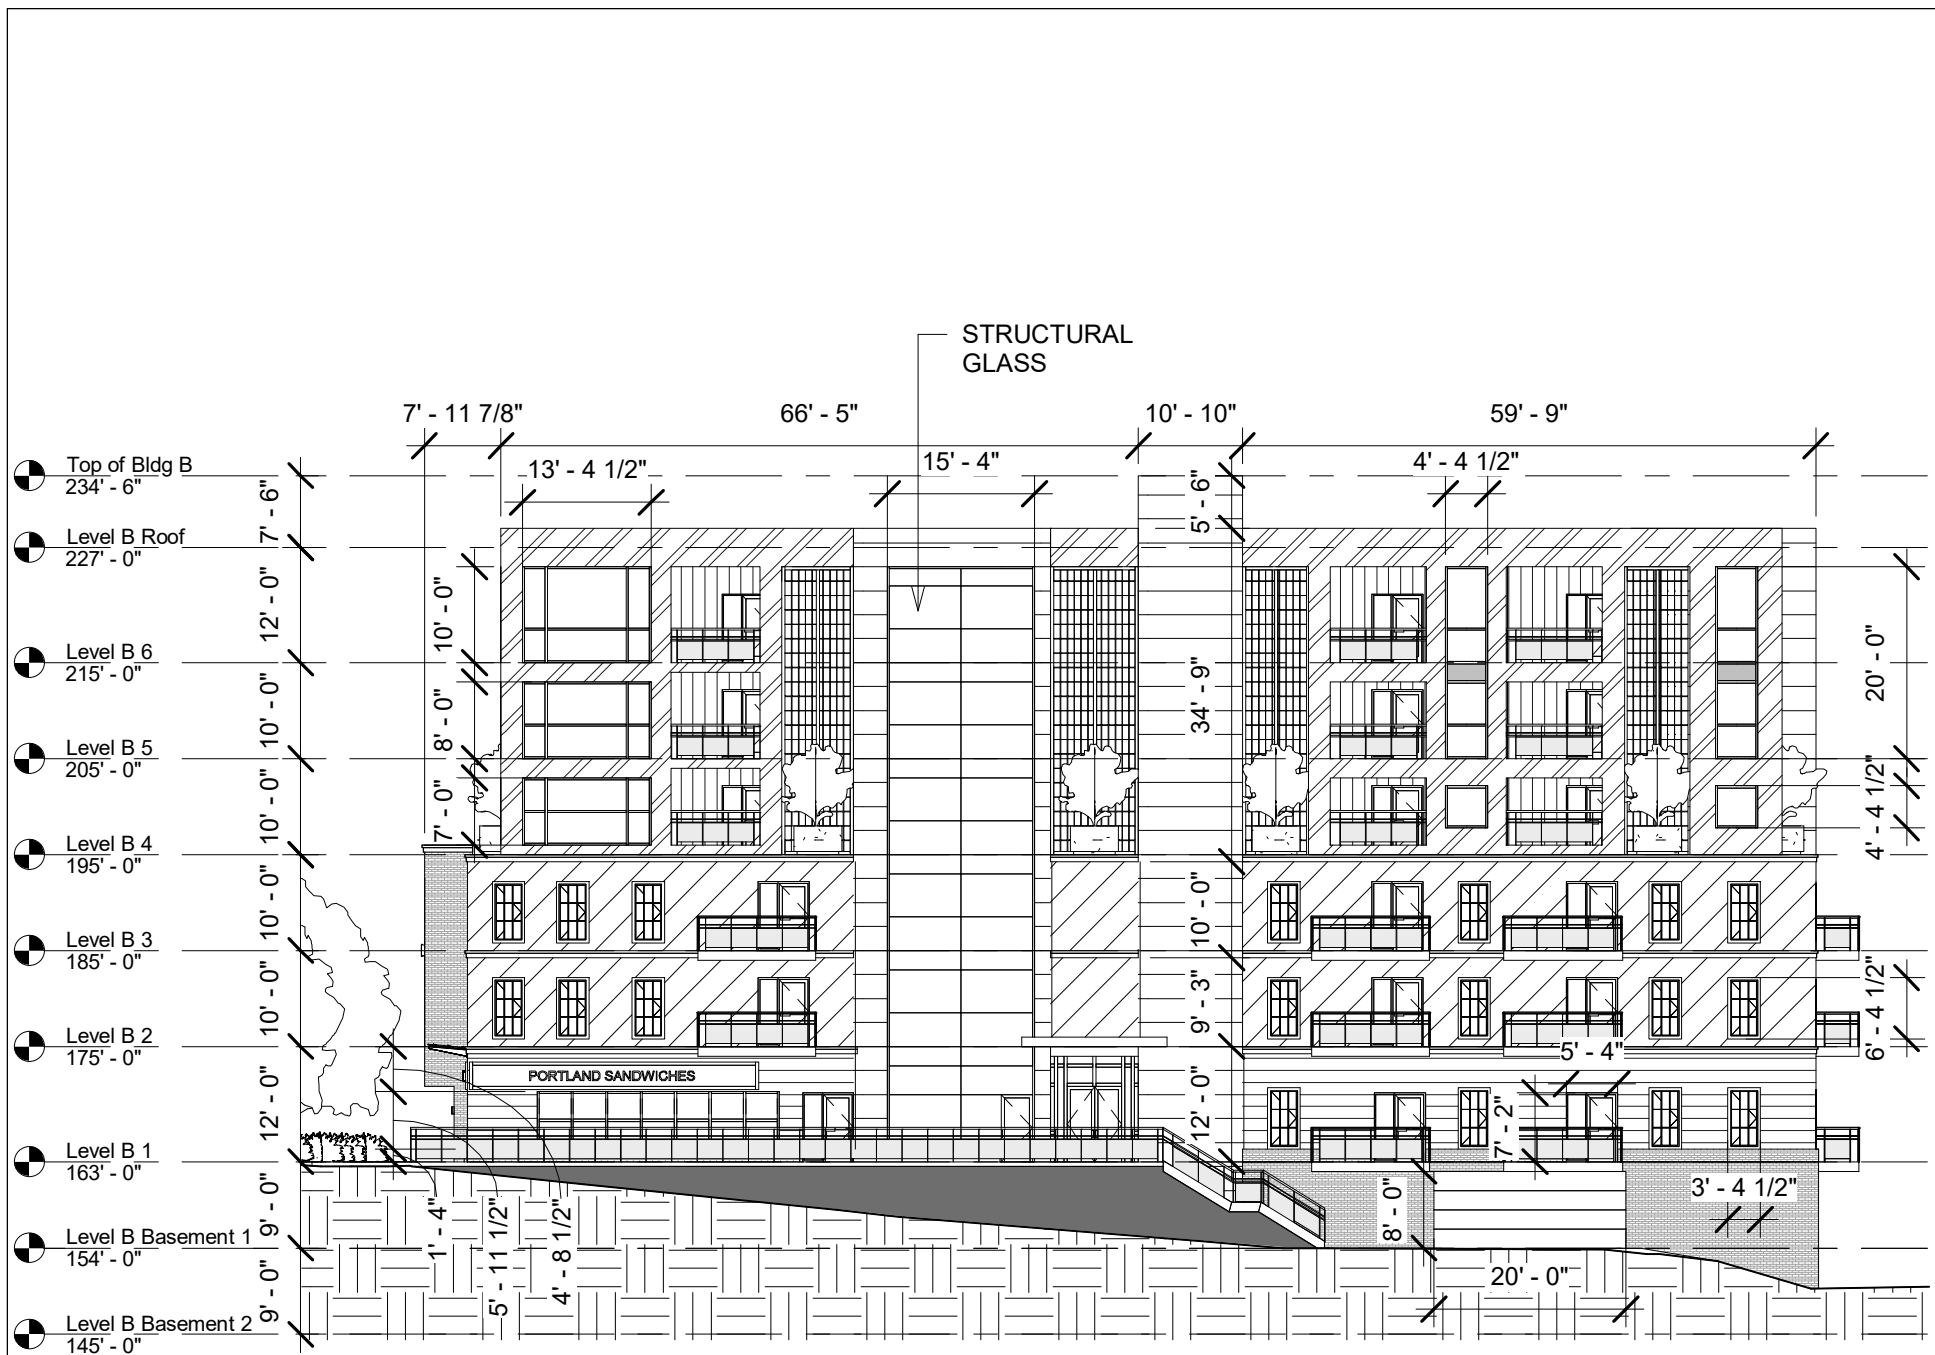 STRUCTURAL
GLASS
7' - 11 7/8"
66' - 5"
10' - 10"
59' - 9"
13' - 4 1/2"
15' - 4"
4' - 4 1/2"
Top of Bldg B
234' - 6"
7' - 6"
5' - 6"
Level B Roof
227' - 0"
12' - 0"
10' - 0"
20' - 0"
Level B 6
215' - 0"
10' - 0"
8' - 0"
34' - 9"
Level B 5
205' - 0"
10' - 0"
7' - 0"
4' - 4 1/2"
Level B 4
195' - 0"
10' - 0"
10' - 0"
Level B 3
185' - 0"
10' - 0"
9' - 3"
6' - 4 1/2"
Level B 2
175' - 0"
5' - 4"
PORTLAND SANDWICHES
12' - 0"
12' - 0"
7' - 2"
Level B 1
163' - 0"
9' - 0"
1' - 4"
5' - 11 1/2"
4' - 8 1/2"
8' - 0"
3' - 4 1/2"
Level B Basement 1
154' - 0"
9' - 0"
20' - 0"
Level B Basement 2
145' - 0"